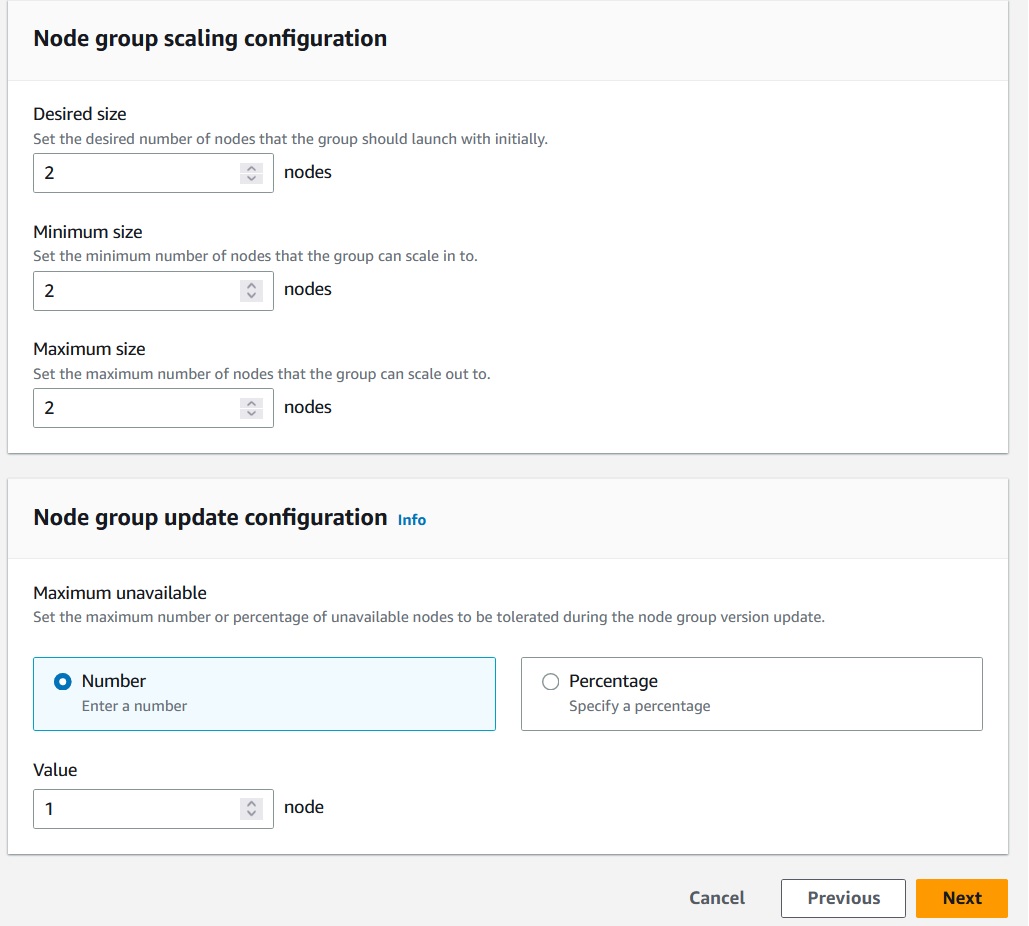 Node group scaling configuration
Desired size
Set the desired number of nodes that the group should launch with initially.
2 nodes
Minimum size
Set the minimum number of nodes that the group can scale in to.
2 nodes
Maximum size
Set the maximum number of nodes that the group can scale out to.
2 nodes
Node group update configuration Info
Maximum unavailable
Set the maximum number or percentage of unavailable nodes to be tolerated during the node group version update.
Number Percentage
Enter a number Specify a percentage
Value
1 node
Cancel Previous Next